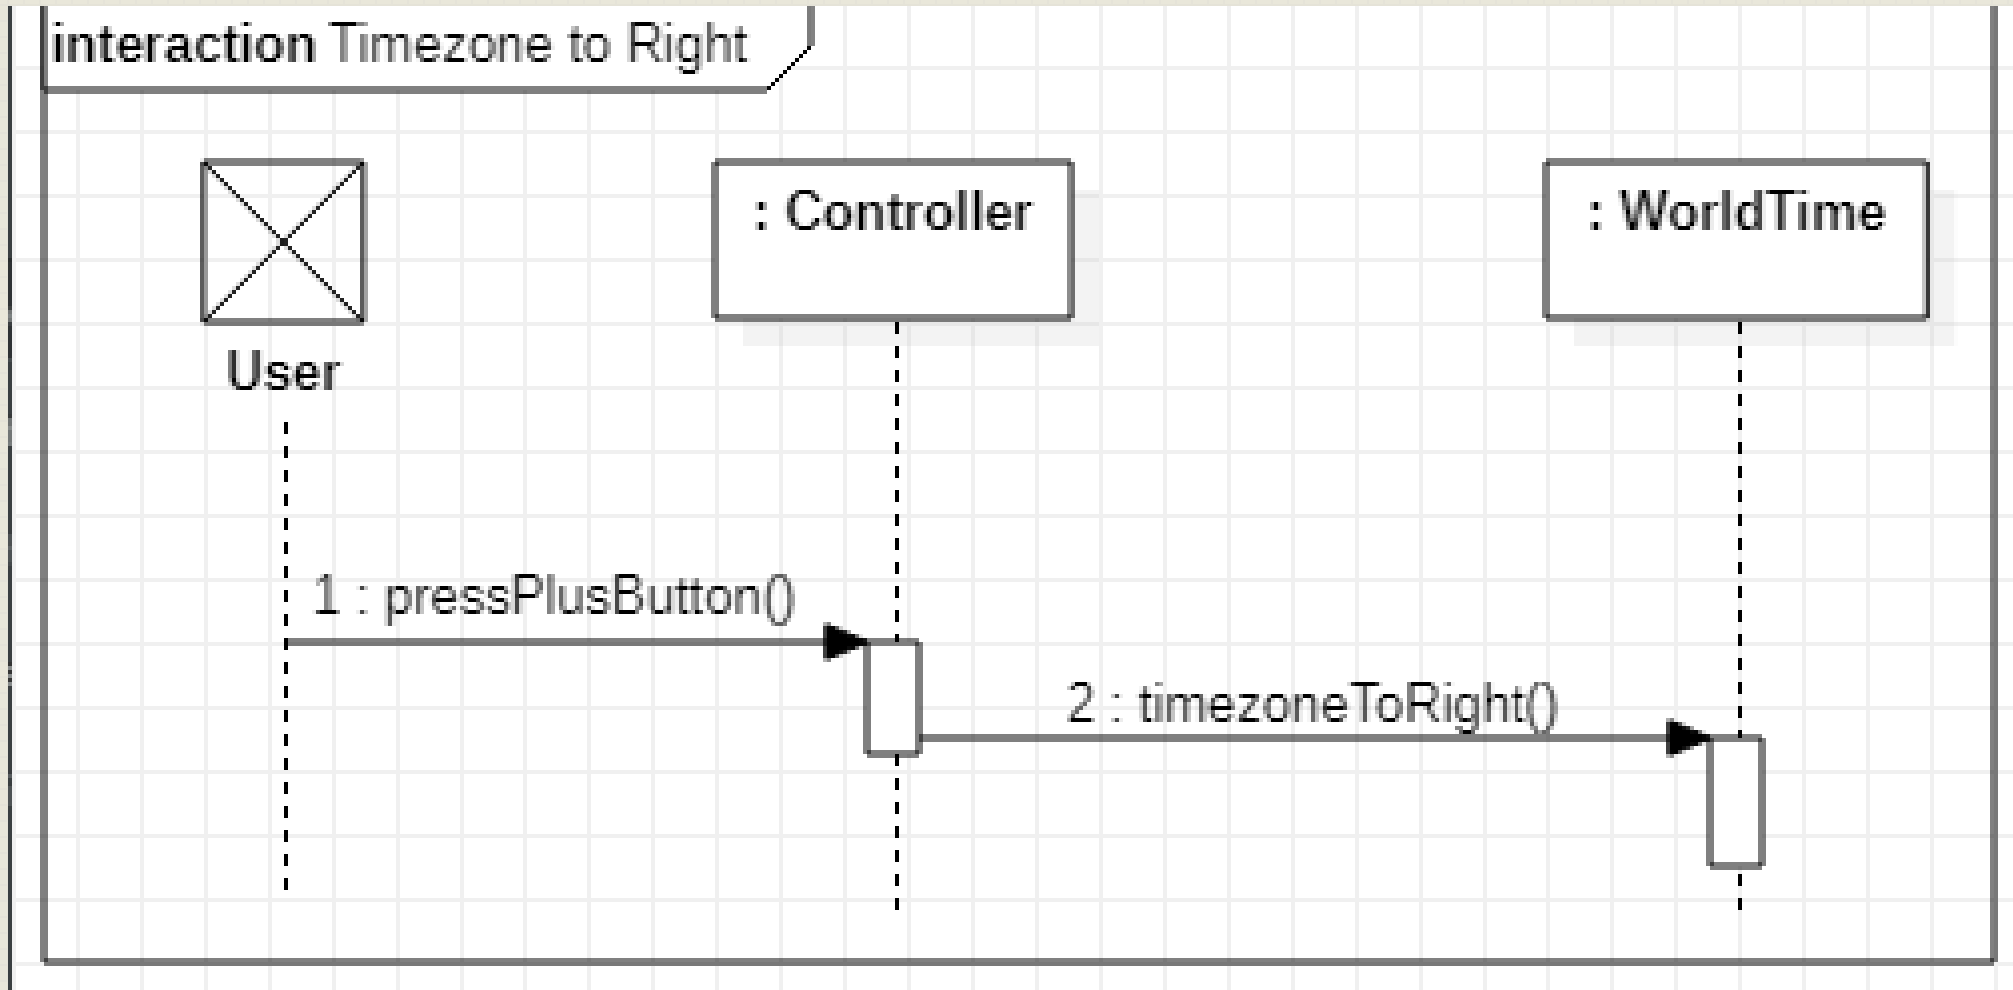 interaction Timezone to Right
: Controller
: WorldTime
User
1 : pressPlusButton()
2 : timezoneToRight()